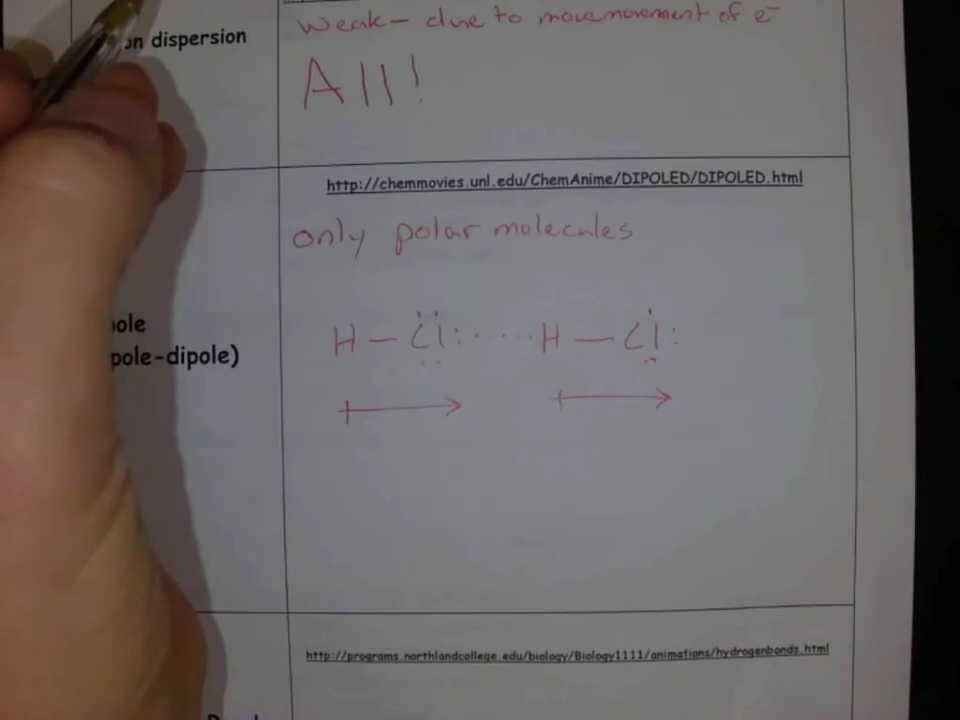 weak - due to movemovement of e⁻
on dispersion
All!
http://chemmovies.unl.edu/ChemAnime/DIPOLED/DIPOLED.html
only polar molecules
ole
pole-dipole)
H - Cl : ······ H - Cl :
http://programs.northlandcollege.edu/biology/Biology1111/animations/hydrogenbonds.html